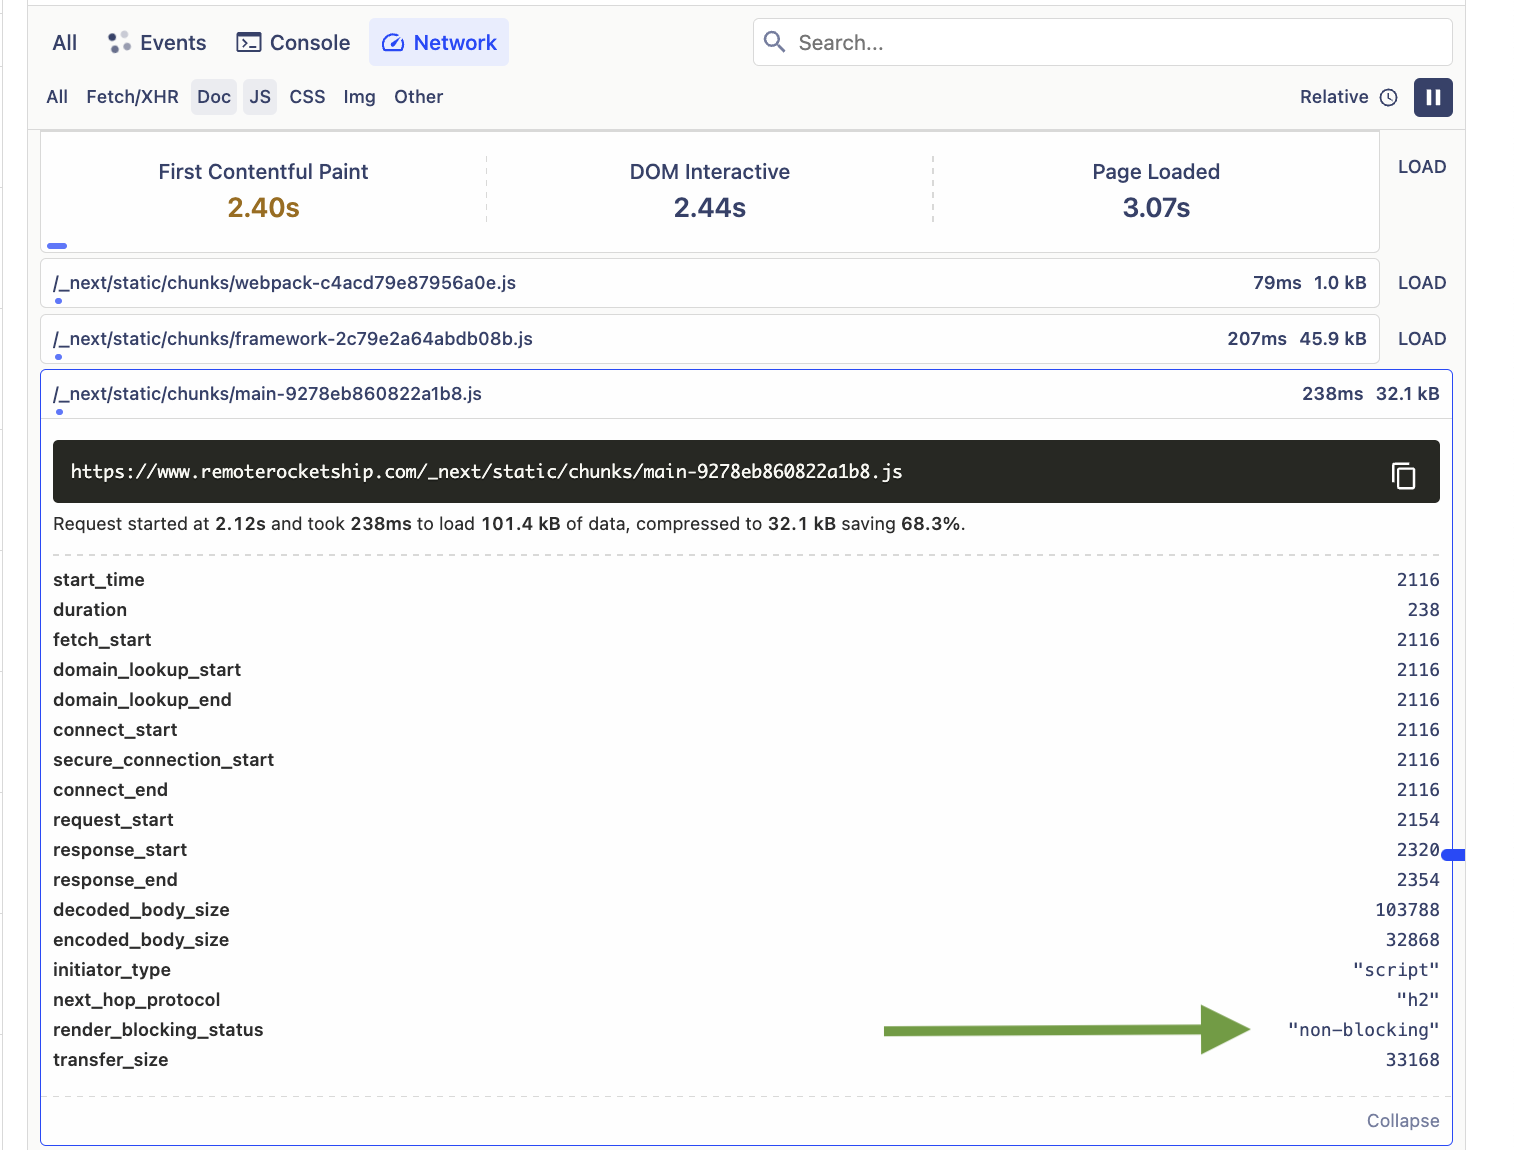 All Events Console Network Search...
All Fetch/XHR Doc JS CSS Img Other Relative
First Contentful Paint DOM Interactive Page Loaded LOAD
2.40s 2.44s 3.07s
/_next/static/chunks/webpack-c4acd79e87956a0e.js 79ms 1.0 kB LOAD
/_next/static/chunks/framework-2c79e2a64abdb08b.js 207ms 45.9 kB LOAD
/_next/static/chunks/main-9278eb860822a1b8.js 238ms 32.1 kB
https://www.remoterocketship.com/_next/static/chunks/main-9278eb860822a1b8.js
Request started at 2.12s and took 238ms to load 101.4 kB of data, compressed to 32.1 kB saving 68.3%.
start_time 2116
duration 238
fetch_start 2116
domain_lookup_start 2116
domain_lookup_end 2116
connect_start 2116
secure_connection_start 2116
connect_end 2116
request_start 2154
response_start 2320
response_end 2354
decoded_body_size 103788
encoded_body_size 32868
initiator_type "script"
next_hop_protocol "h2"
render_blocking_status "non-blocking"
transfer_size 33168
Collapse